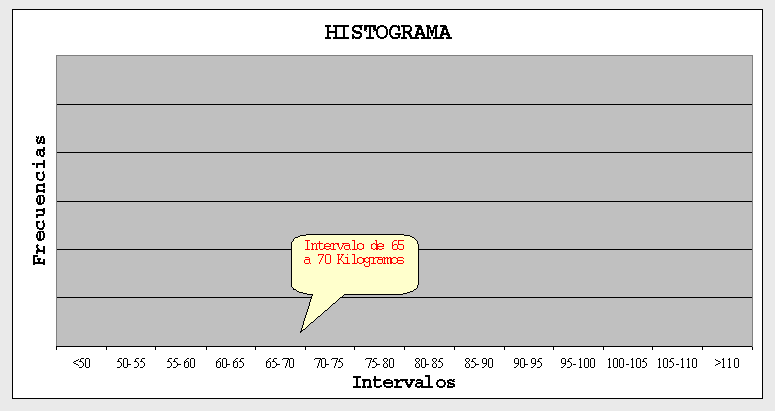 HISTOGRAMA
Frecuencias
Intervalo de 65
a 70 Kilogramos
<50 50-55 55-60 60-65 65-70 70-75 75-80 80-85 85-90 90-95 95-100 100-105 105-110 >110
Intervalos